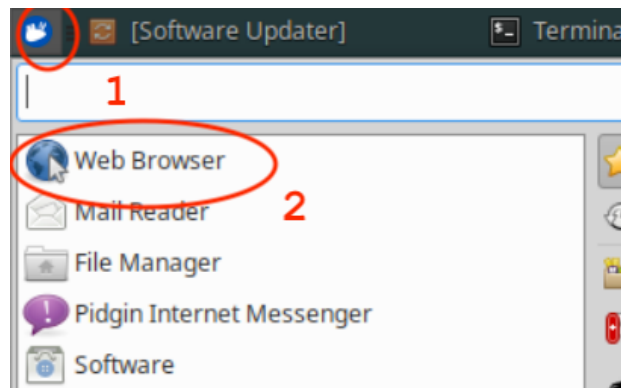 [Software Updater]
Termina
1
Web Browser
2
Mail Reader
File Manager
Pidgin Internet Messenger
Software